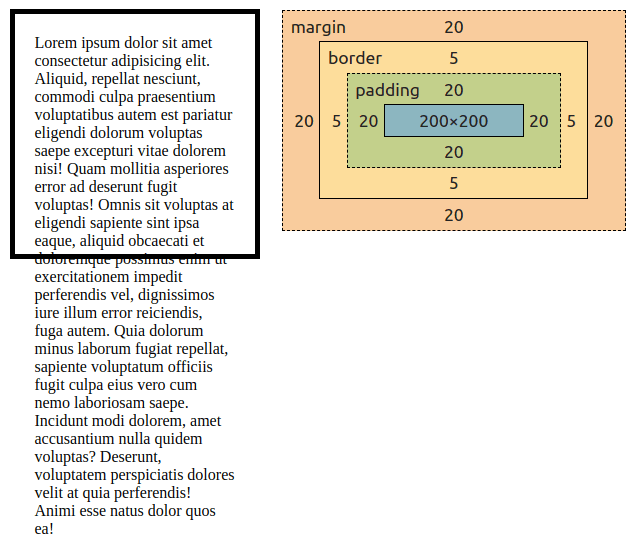 Lorem ipsum dolor sit amet
consectetur adipisicing elit.
Aliquid, repellat nesciunt,
commodi culpa praesentium
voluptatibus autem est pariatur
eligendi dolorum voluptas
saepe excepturi vitae dolorem
nisi! Quam mollitia asperiores
error ad deserunt fugit
voluptas! Omnis sit voluptas at
eligendi sapiente sint ipsa
eaque, aliquid obcaecati et
doloremque possimus enim ut
exercitationem impedit
perferendis vel, dignissimos
iure illum error reiciendis,
fuga autem. Quia dolorum
minus laborum fugiat repellat,
sapiente voluptatum officiis
fugit culpa eius vero cum
nemo laboriosam saepe.
Incidunt modi dolorem, amet
accusantium nulla quidem
voluptas? Deserunt,
voluptatem perspiciatis dolores
velit at quia perferendis!
Animi esse natus dolor quos
ea!
margin 20
border 5
padding 20
20 5 20 200×200 20 5 20
20
5
20